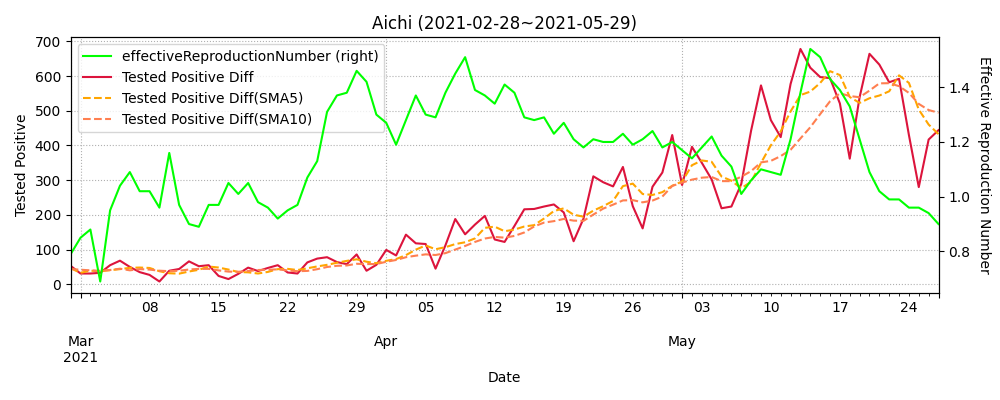 Aichi (2021-02-28~2021-05-29)
effectiveReproductionNumber (right)
Tested Positive Diff
Tested Positive Diff(SMA5)
Tested Positive Diff(SMA10)
Tested Positive
700
600
500
400
300
200
100
0
Effective Reproduction Number
1.4
1.2
1.0
0.8
08 15 22 29 05 12 19 26 03 10 17 24
Mar Apr May
2021
Date